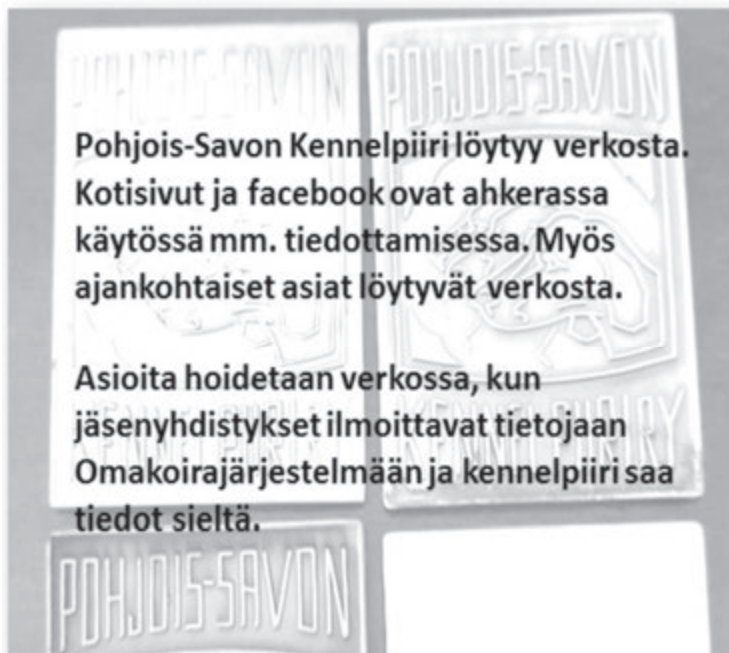 POHJOIS-SAVON
POHJOIS-SAVON
Pohjois-Savon Kennelpiiri löytyy verkosta.
Kotisivut ja facebook ovat ahkerassa
käytössä mm. tiedottamisessa. Myös
ajankohtaiset asiat löytyvät verkosta.
Asioita hoidetaan verkossa, kun
jäsenyhdistykset ilmoittavat tietojaan
Omakoirajärjestelmään ja kennelpiiri saa
tiedot sieltä.
POHJOIS-SAVON